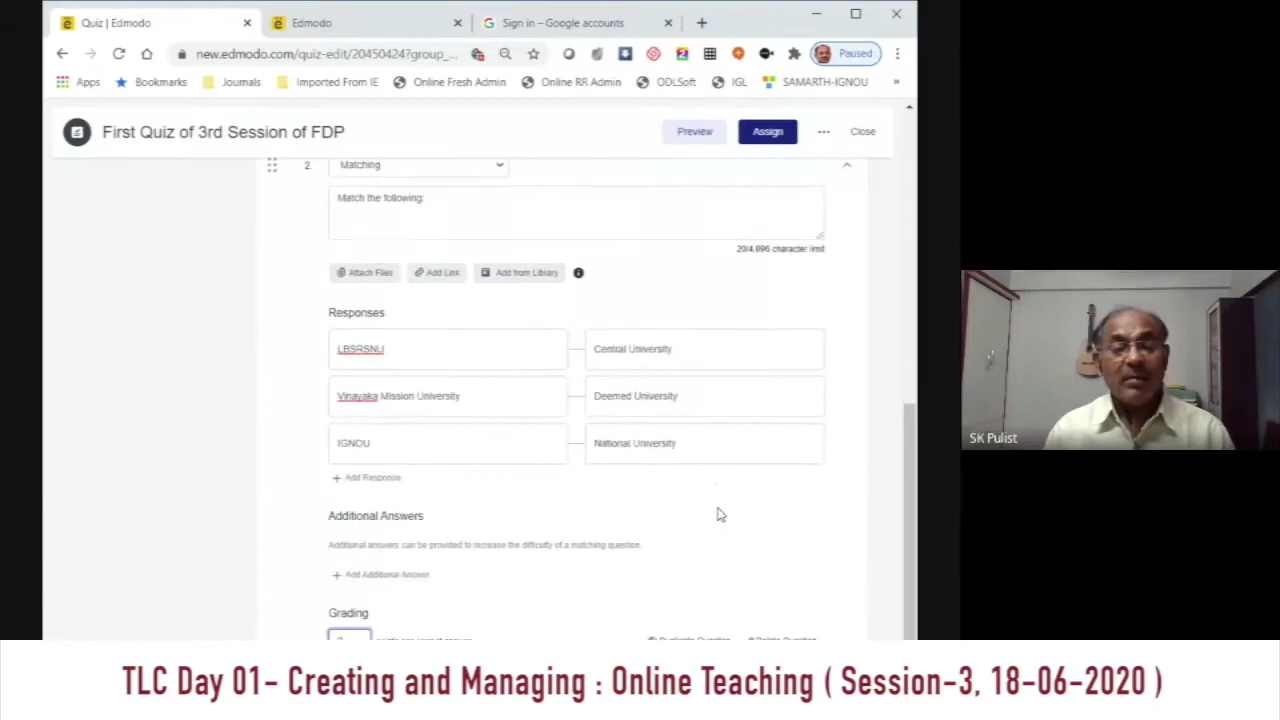 Quiz | Edmodo
Edmodo
Sign in – Google accounts
new.edmodo.com/quiz-edit/20450424?group_...
Paused
Apps
Bookmarks
Journals
Imported From IE
Online Fresh Admin
Online RR Admin
ODLSoft
IGL
SAMARTH-IGNOU
»
First Quiz of 3rd Session of FDP
Preview
Assign
Close
2.
Matching
Match the following:
20/4,096 character limit
Attach Files
Add Link
Add from Library
Responses
LBSRSNU
Central University
Vinayaka Mission University
Deemed University
IGNOU
National University
+ Add Response
Additional Answers
Additional answers can be provided to increase the difficulty of a matching question.
+ Add Additional Answer
Grading
SK Pulist
TLC Day 01- Creating and Managing : Online Teaching ( Session-3, 18-06-2020 )